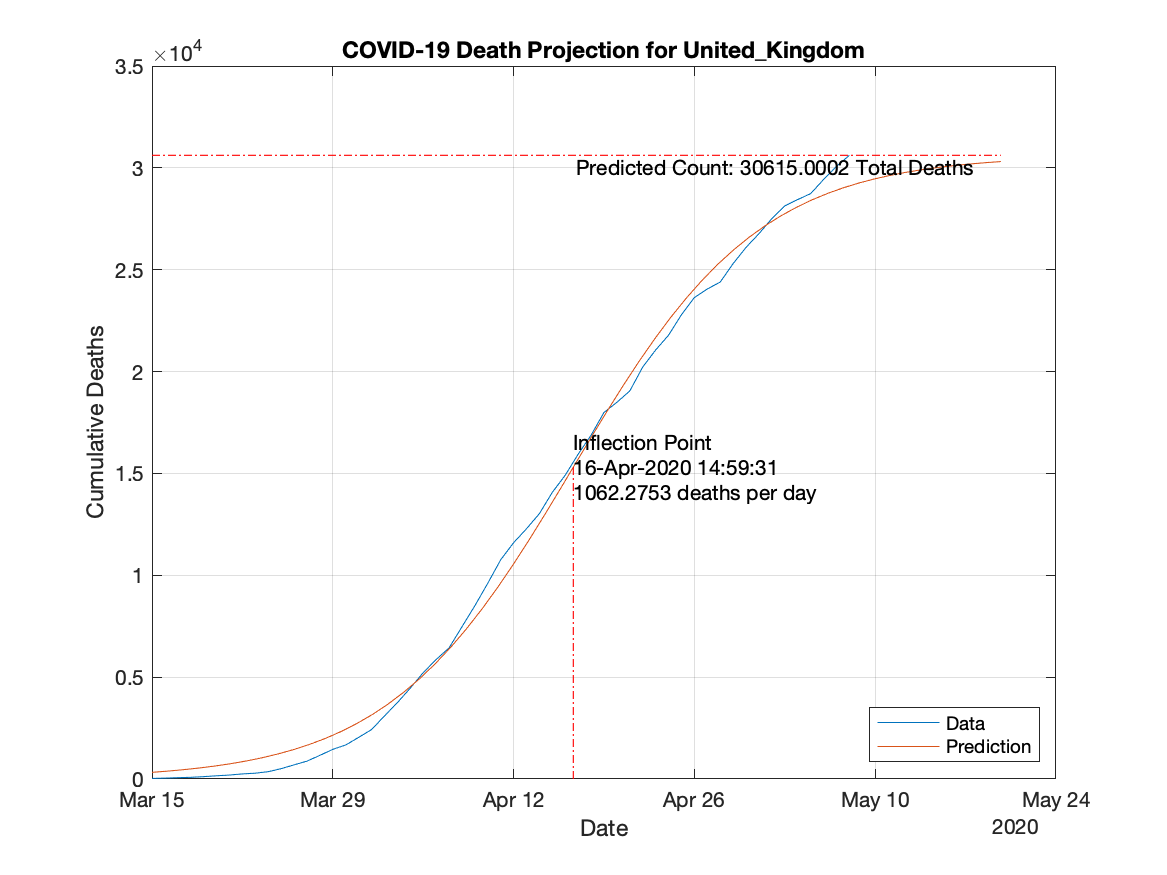 COVID-19 Death Projection for United_Kingdom
×10⁴
3.5
3
2.5
2
1.5
1
0.5
0
Cumulative Deaths
Predicted Count: 30615.0002 Total Deaths
Inflection Point
16-Apr-2020 14:59:31
1062.2753 deaths per day
Data
Prediction
Mar 15 Mar 29 Apr 12 Apr 26 May 10 May 24
Date
2020